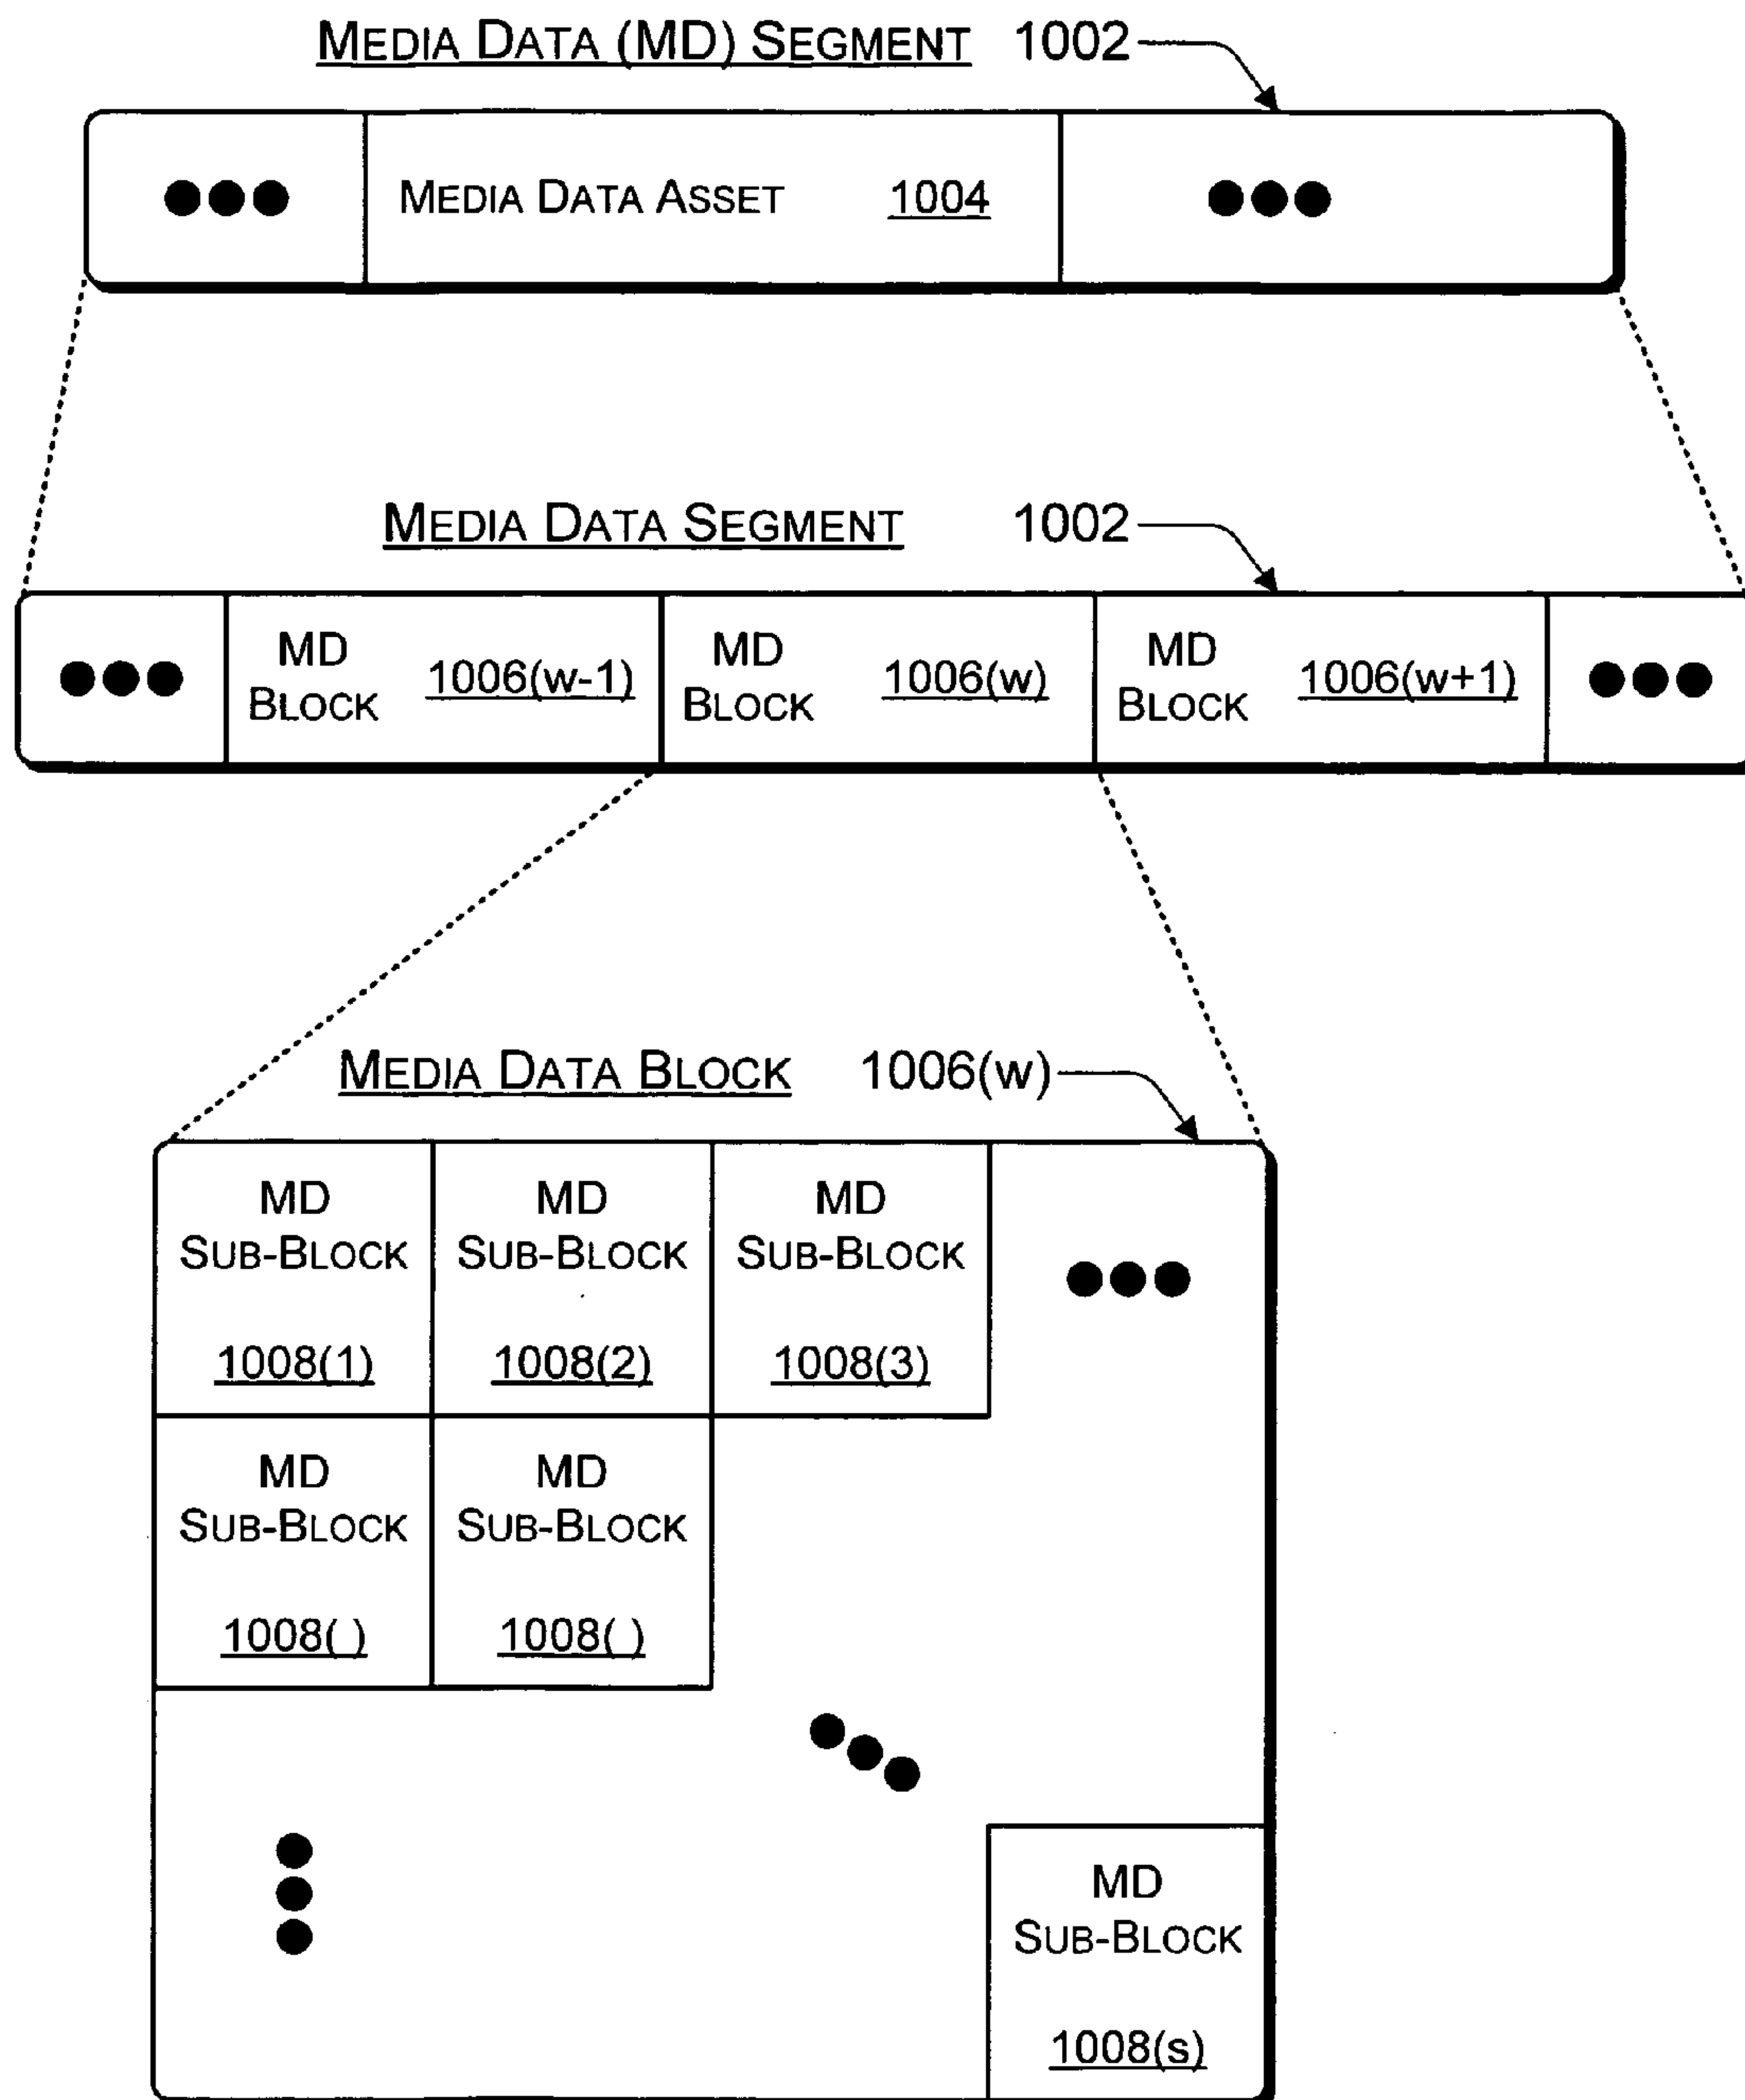 MEDIA DATA (MD) SEGMENT 1002
MEDIA DATA ASSET 1004
MEDIA DATA SEGMENT 1002
MD BLOCK 1006(w-1)
MD BLOCK 1006(w)
MD BLOCK 1006(w+1)
MEDIA DATA BLOCK 1006(w)
MD
SUB-BLOCK
1008(1)
MD
SUB-BLOCK
1008(2)
MD
SUB-BLOCK
1008(3)
MD
SUB-BLOCK
1008( )
MD
SUB-BLOCK
1008( )
MD
SUB-BLOCK
1008(s)